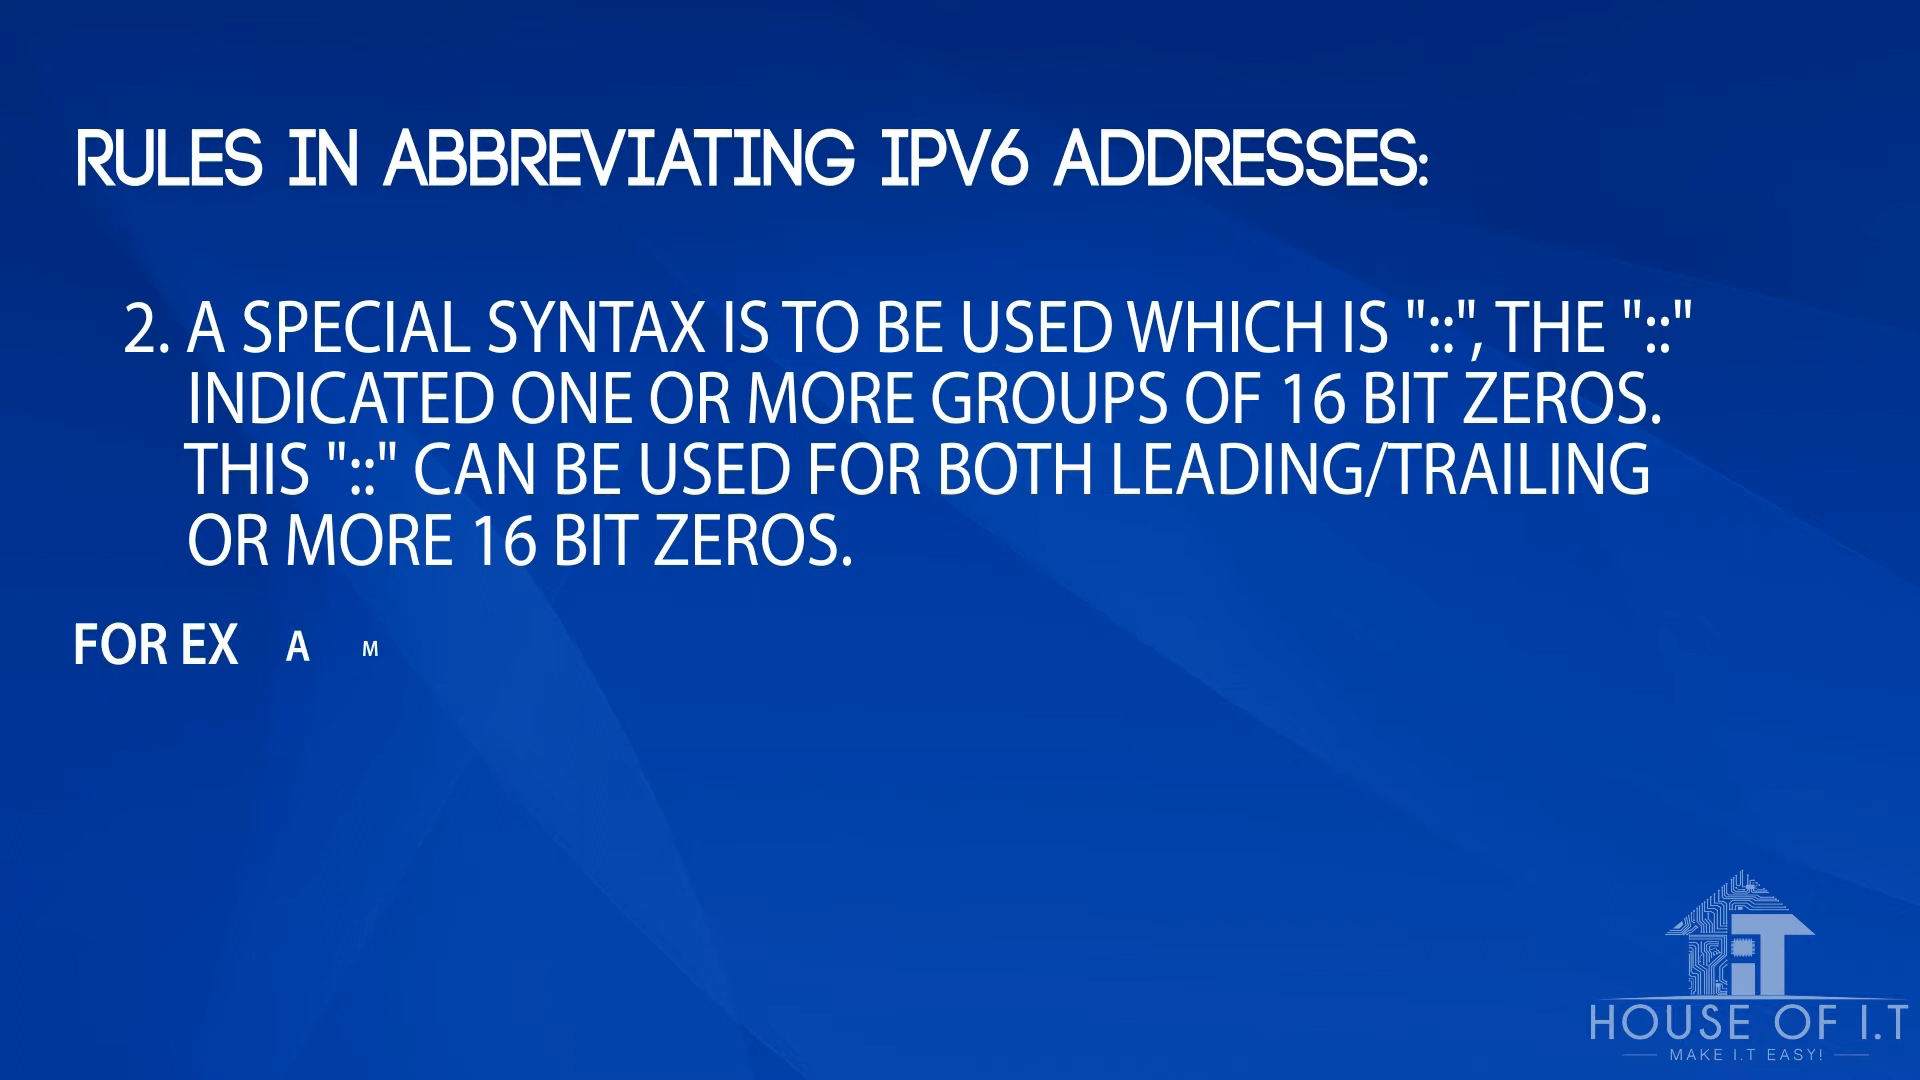 RULES IN ABBREVIATING IPV6 ADDRESSES:
2. A SPECIAL SYNTAX IS TO BE USED WHICH IS "::", THE "::"
INDICATED ONE OR MORE GROUPS OF 16 BIT ZEROS.
THIS "::" CAN BE USED FOR BOTH LEADING/TRAILING
OR MORE 16 BIT ZEROS.
FOR EX A M
iT
HOUSE OF I.T
MAKE I.T EASY!